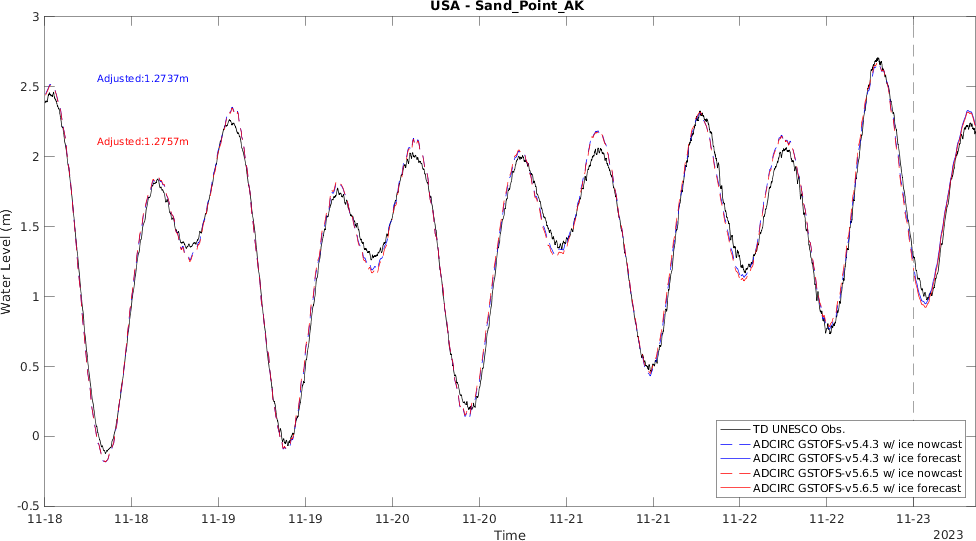 USA - Sand_Point_AK
3
2.5
2
1.5
1
0.5
0
-0.5
Water Level (m)
Adjusted:1.2737m
Adjusted:1.2757m
TD UNESCO Obs.
ADCIRC GSTOFS-v5.4.3 w/ ice nowcast
ADCIRC GSTOFS-v5.4.3 w/ ice forecast
ADCIRC GSTOFS-v5.6.5 w/ ice nowcast
ADCIRC GSTOFS-v5.6.5 w/ ice forecast
11-18 11-18 11-19 11-19 11-20 11-20 11-21 11-21 11-22 11-22 11-23
Time
2023